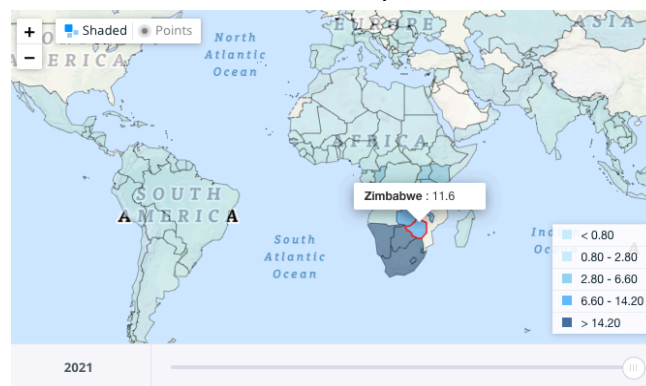 +
−
Shaded
Points
North
Atlantic
Ocean
EUROPE
ASIA
ERICA
AFRICA
Zimbabwe : 11.6
SOUTH
AMERICA
South
Atlantic
Ocean
< 0.80
0.80 - 2.80
2.80 - 6.60
6.60 - 14.20
> 14.20
2021